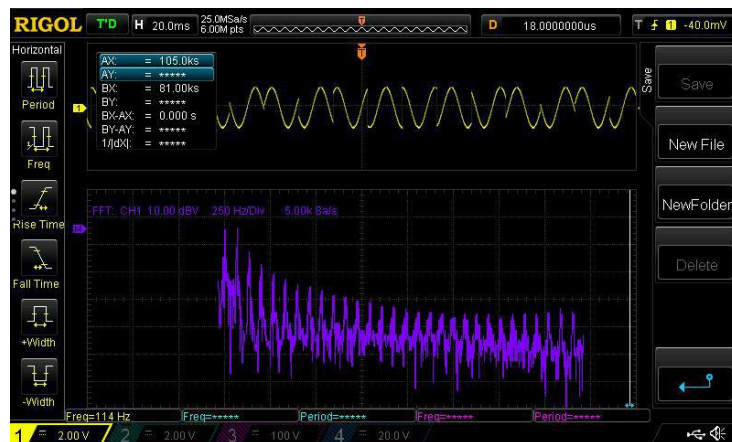 RIGOL T'D H 20.0ms 25.0MSa/s 6.00M pts D 18.0000000us T 1 -40.0mV
Horizontal
Period
Freq
Rise Time
Fall Time
+Width
-Width
AX: = 105.0ks
AY: = *****
BX: = 81.00ks
BY: = *****
BX-AX: = 0.000 s
BY-AY: = *****
1/|dX|: = *****
T
1
FFT: CH1 10.00 dBV 250 Hz/Div 5.00k Sa/s
M
Save
Save
New File
NewFolder
Delete
Freq=114 Hz Freq=***** Period=***** Freq=***** Period=*****
1 = 2.00 V 2 = 2.00 V 3 = 100 V 4 = 20.0 V